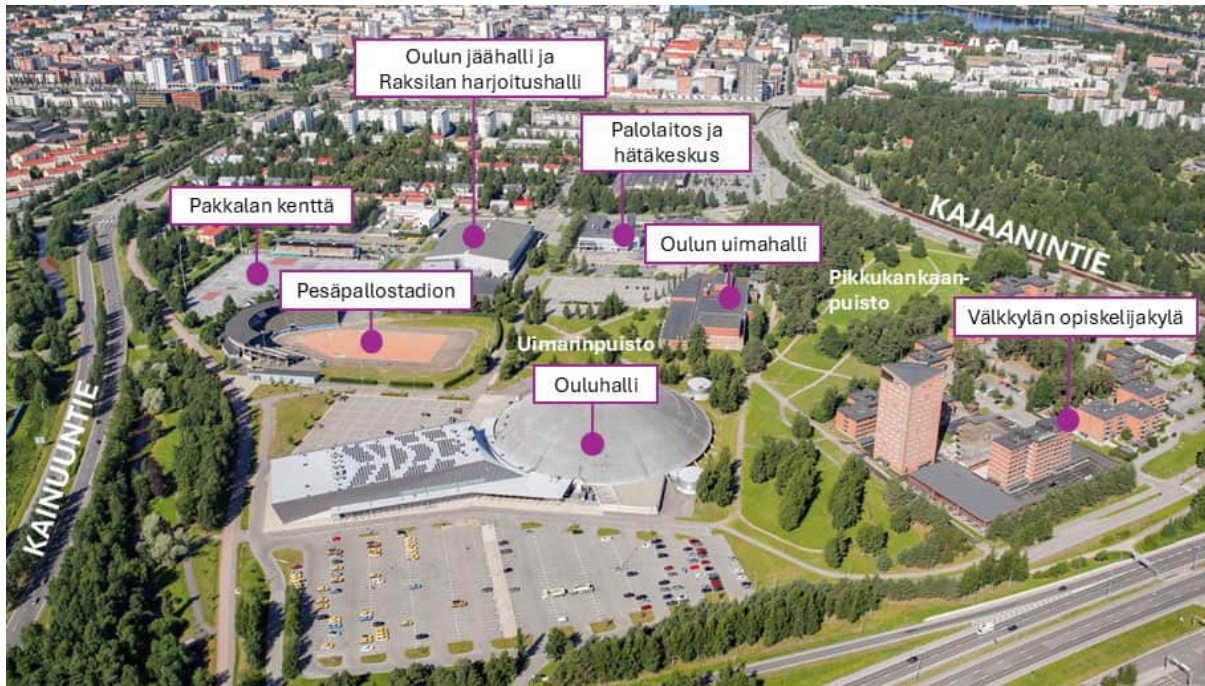 Oulun jäähalli ja
Raksilan harjoitushalli
Palolaitos ja
hätäkeskus
Pakkalan kenttä
KAJAANINTIE
Oulun uimahalli
Pikkukankaan-
puisto
Pesäpallostadion
Välkkylän opiskelijakylä
Uimarinpuisto
Ouluhalli
KAINUUNTIE